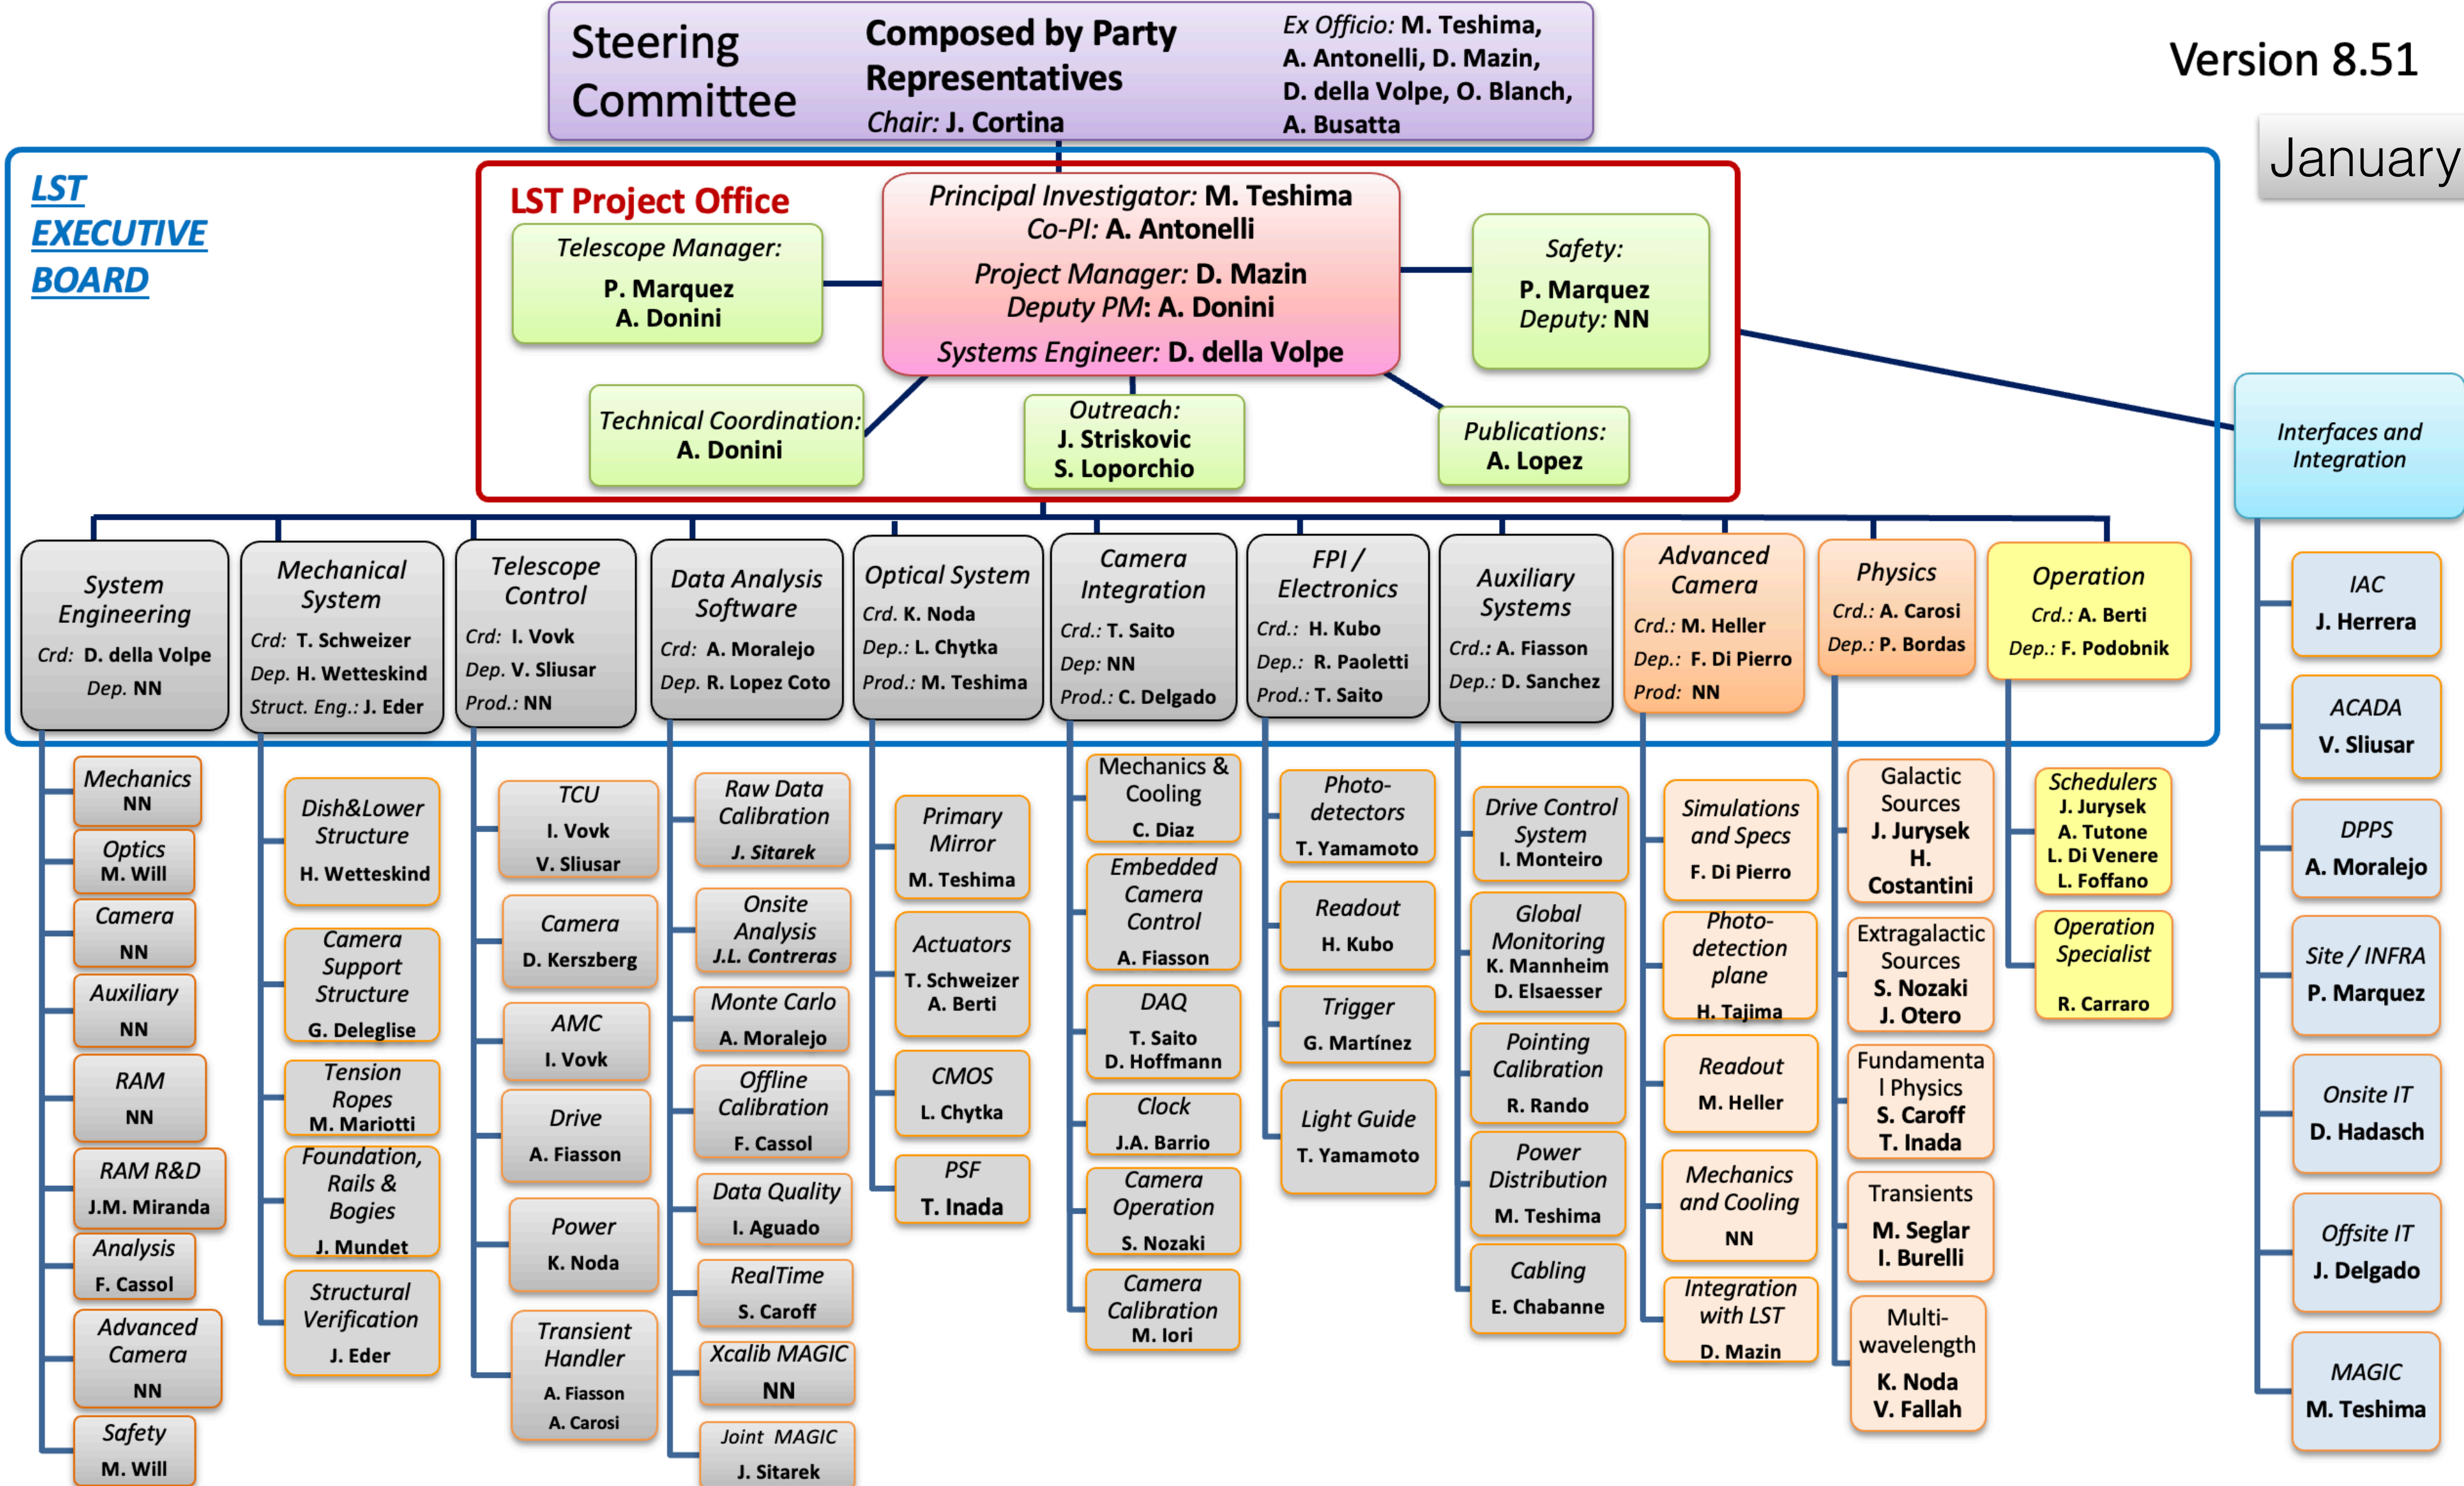 Steering
Committee
Composed by Party
Representatives
Chair: J. Cortina
Ex Officio: M. Teshima,
A. Antonelli, D. Mazin,
D. della Volpe, O. Blanch,
A. Busatta
Version 8.51
January
LST
EXECUTIVE
BOARD
LST Project Office
Principal Investigator: M. Teshima
Co-PI: A. Antonelli
Project Manager: D. Mazin
Deputy PM: A. Donini
Systems Engineer: D. della Volpe
Telescope Manager:
P. Marquez
A. Donini
Safety:
P. Marquez
Deputy: NN
Technical Coordination:
A. Donini
Outreach:
J. Striskovic
S. Loporchio
Publications:
A. Lopez
Interfaces and
Integration
System
Engineering
Crd: D. della Volpe
Dep. NN
Mechanical
System
Crd: T. Schweizer
Dep. H. Wetteskind
Struct. Eng.: J. Eder
Telescope
Control
Crd: I. Vovk
Dep. V. Sliusar
Prod.: NN
Data Analysis
Software
Crd: A. Moralejo
Dep. R. Lopez Coto
Optical System
Crd. K. Noda
Dep.: L. Chytka
Prod.: M. Teshima
Camera
Integration
Crd.: T. Saito
Dep: NN
Prod.: C. Delgado
FPI /
Electronics
Crd.: H. Kubo
Dep.: R. Paoletti
Prod.: T. Saito
Auxiliary
Systems
Crd.: A. Fiasson
Dep.: D. Sanchez
Advanced
Camera
Crd.: M. Heller
Dep.: F. Di Pierro
Prod: NN
Physics
Crd.: A. Carosi
Dep.: P. Bordas
Operation
Crd.: A. Berti
Dep.: F. Podobnik
Mechanics
NN
Optics
M. Will
Camera
NN
Auxiliary
NN
RAM
NN
RAM R&D
J.M. Miranda
Analysis
F. Cassol
Advanced
Camera
NN
Safety
M. Will
Dish&Lower
Structure
H. Wetteskind
Camera
Support
Structure
G. Deleglise
Tension
Ropes
M. Mariotti
Foundation,
Rails &
Bogies
J. Mundet
Structural
Verification
J. Eder
TCU
I. Vovk
V. Sliusar
Camera
D. Kerszberg
AMC
I. Vovk
Drive
A. Fiasson
Power
K. Noda
Transient
Handler
A. Fiasson
A. Carosi
Raw Data
Calibration
J. Sitarek
Onsite
Analysis
J.L. Contreras
Monte Carlo
A. Moralejo
Offline
Calibration
F. Cassol
Data Quality
I. Aguado
RealTime
S. Caroff
Xcalib MAGIC
NN
Joint MAGIC
J. Sitarek
Primary
Mirror
M. Teshima
Actuators
T. Schweizer
A. Berti
CMOS
L. Chytka
PSF
T. Inada
Mechanics &
Cooling
C. Diaz
Embedded
Camera
Control
A. Fiasson
DAQ
T. Saito
D. Hoffmann
Clock
J.A. Barrio
Camera
Operation
S. Nozaki
Camera
Calibration
M. Iori
Photo-
detectors
T. Yamamoto
Readout
H. Kubo
Trigger
G. Martínez
Light Guide
T. Yamamoto
Drive Control
System
I. Monteiro
Global
Monitoring
K. Mannheim
D. Elsaesser
Pointing
Calibration
R. Rando
Power
Distribution
M. Teshima
Cabling
E. Chabanne
Simulations
and Specs
F. Di Pierro
Photo-
detection
plane
H. Tajima
Readout
M. Heller
Mechanics
and Cooling
NN
Integration
with LST
D. Mazin
Galactic
Sources
J. Jurysek
H.
Costantini
Extragalactic
Sources
S. Nozaki
J. Otero
Fundamenta
l Physics
S. Caroff
T. Inada
Transients
M. Seglar
I. Burelli
Multi-
wavelength
K. Noda
V. Fallah
Schedulers
J. Jurysek
A. Tutone
L. Di Venere
L. Foffano
Operation
Specialist
R. Carraro
IAC
J. Herrera
ACADA
V. Sliusar
DPPS
A. Moralejo
Site / INFRA
P. Marquez
Onsite IT
D. Hadasch
Offsite IT
J. Delgado
MAGIC
M. Teshima